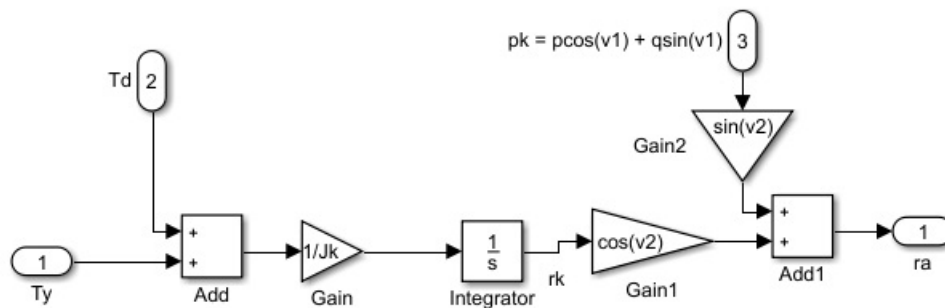 pk = pcos(v1) + qsin(v1)
3
Td
2
sin(v2)
Gain2
+
+
+
+
1
Ty
Add
1/Jk
Gain
1
s
Integrator
rk
cos(v2)
Gain1
Add1
1
ra